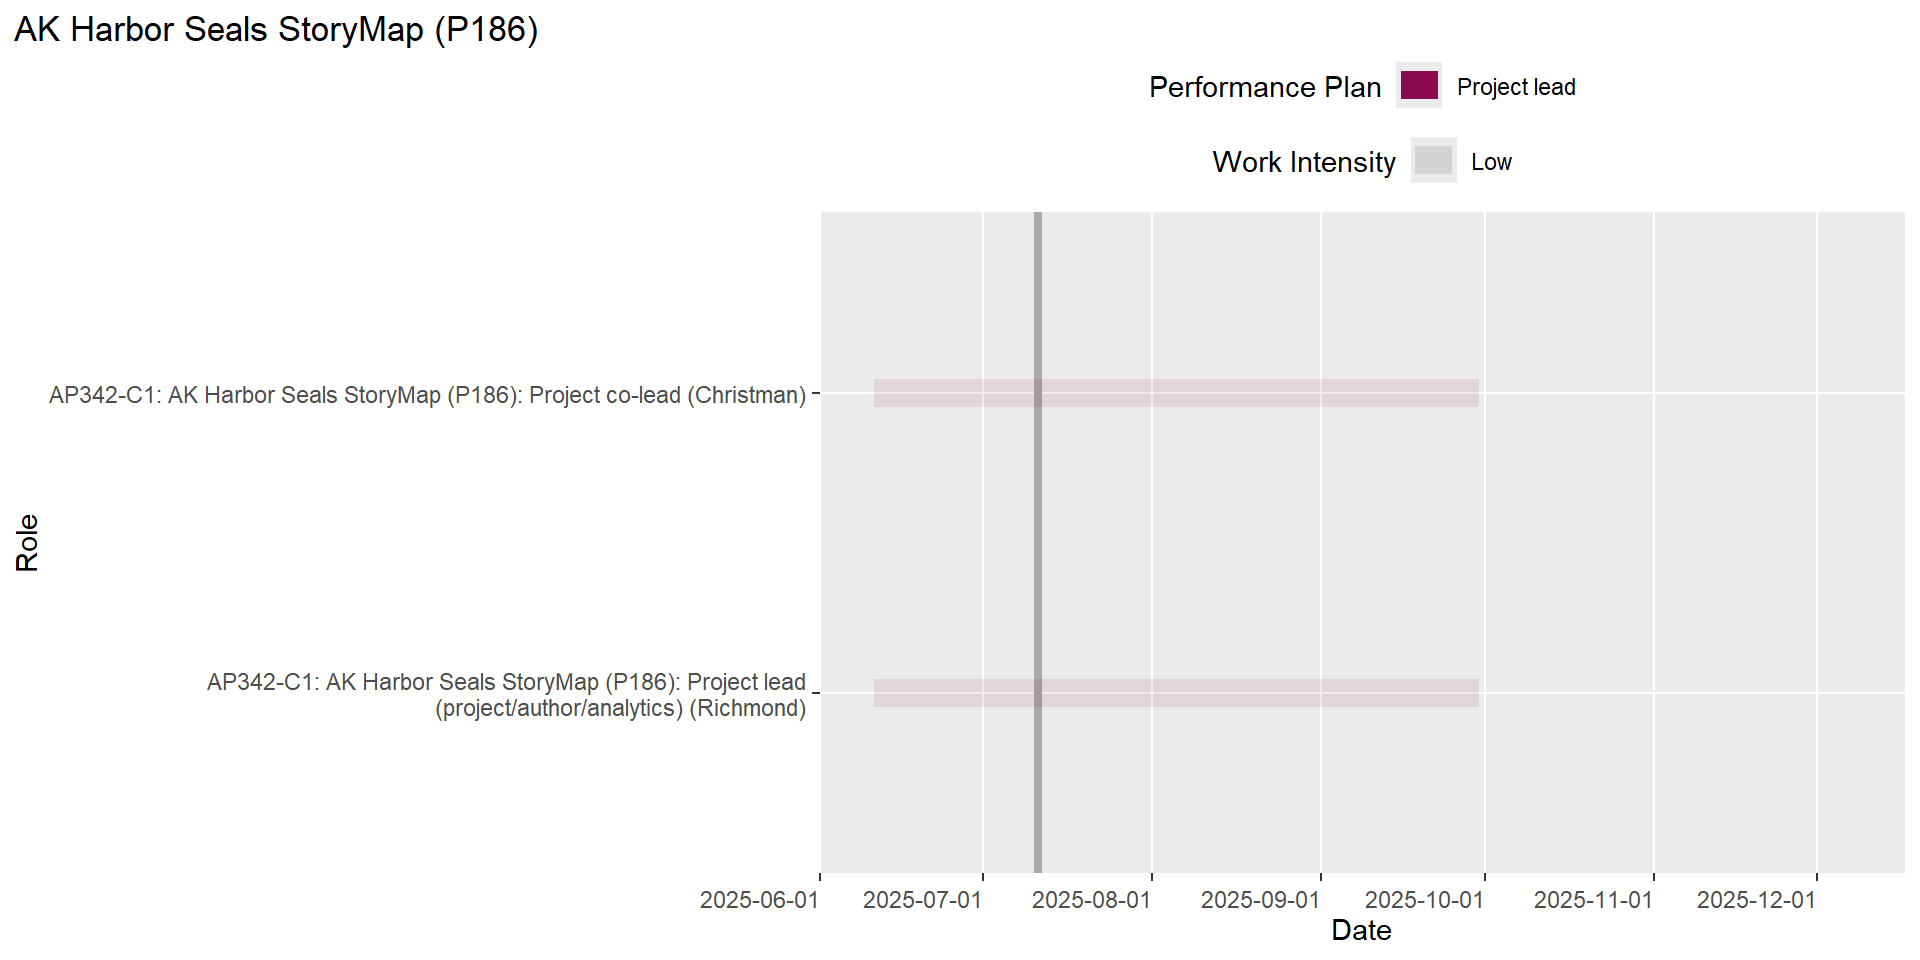 AK Harbor Seals StoryMap (P186)
Performance Plan
Project lead
Work Intensity
Low
Role
AP342-C1: AK Harbor Seals StoryMap (P186): Project co-lead (Christman)
AP342-C1: AK Harbor Seals StoryMap (P186): Project lead
(project/author/analytics) (Richmond)
2025-06-01
2025-07-01
2025-08-01
2025-09-01
2025-10-01
2025-11-01
2025-12-01
Date